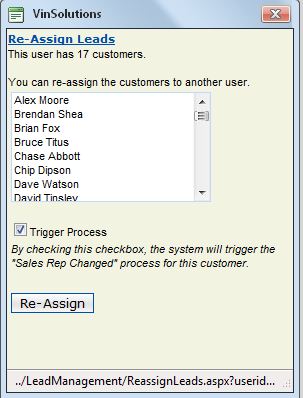 VinSolutions
Re-Assign Leads
This user has 17 customers.
You can re-assign the customers to another user.
Alex Moore
Brendan Shea
Brian Fox
Bruce Titus
Chase Abbott
Chip Dipson
Dave Watson
David Tinsley
Trigger Process
By checking this checkbox, the system will trigger the
"Sales Rep Changed" process for this customer.
Re-Assign
../LeadManagement/ReassignLeads.aspx?userid...